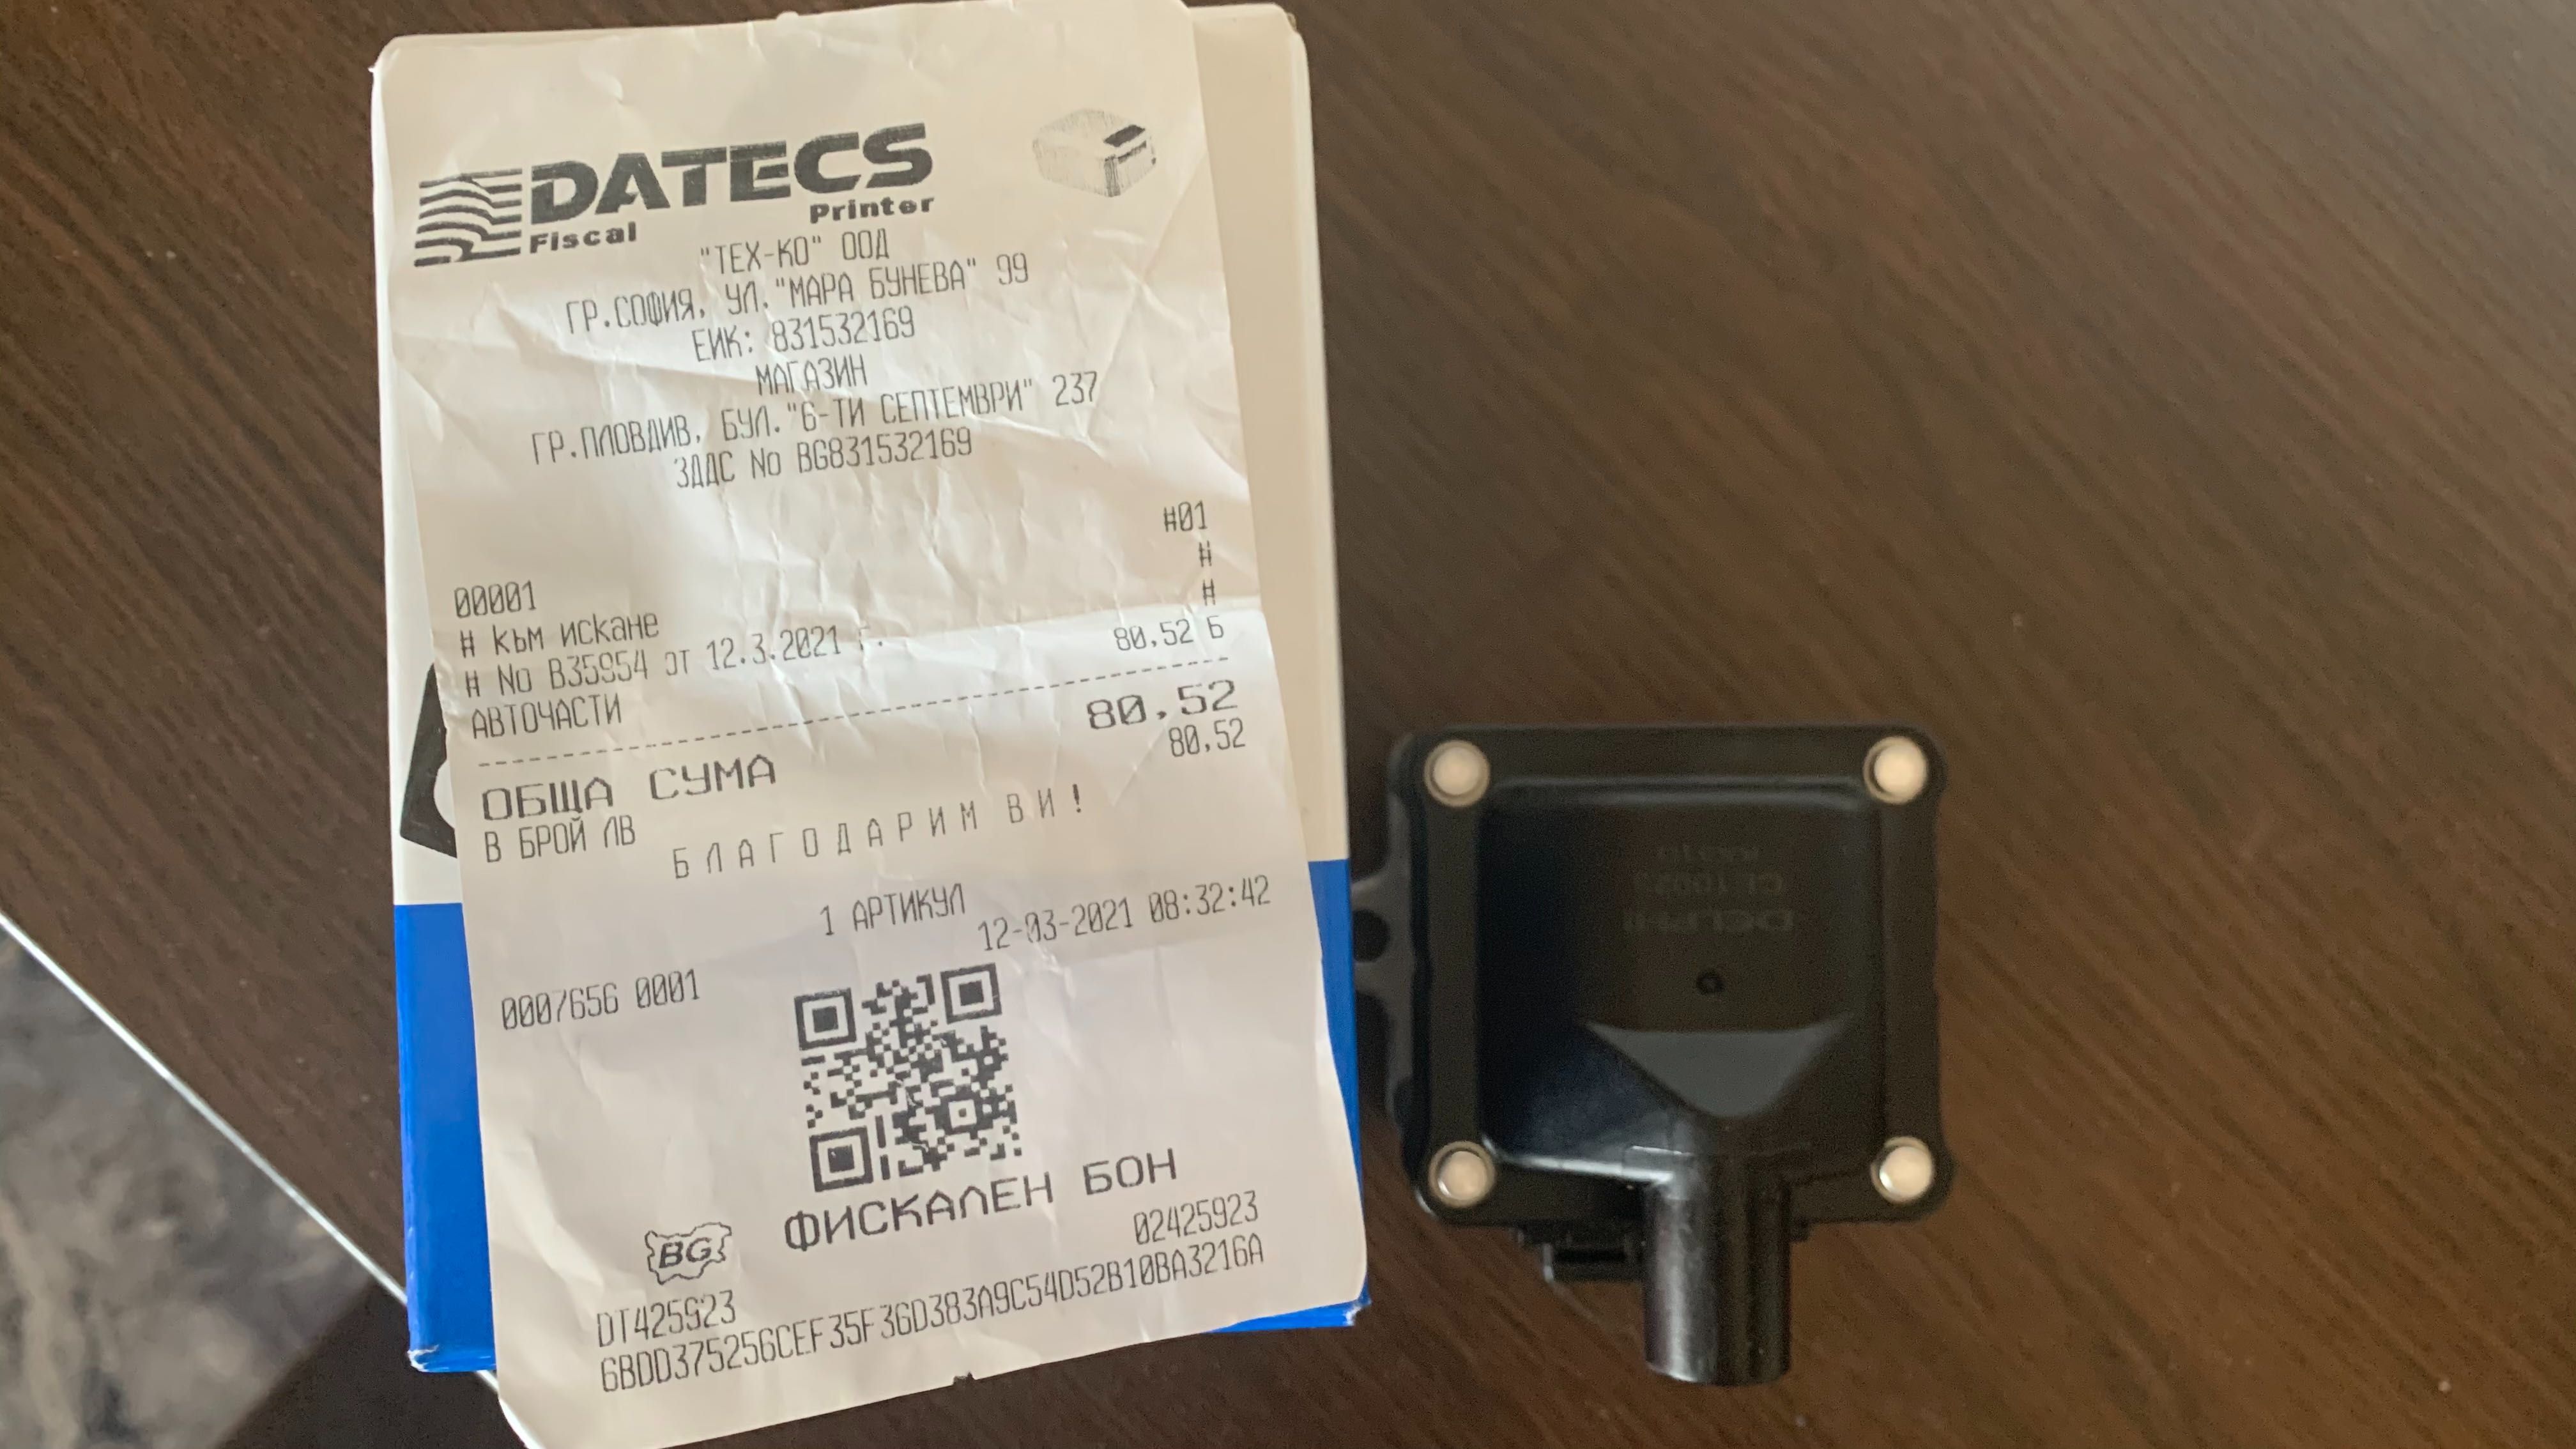 DATECS
Fiscal Printer
"ТЕХ-КО" ООД
ГР.СОФИЯ, УЛ."МАРА БУНЕВА" 99
ЕИК: 831532169
МАГАЗИН
ГР.ПЛОВДИВ, БУЛ."6-ТИ СЕПТЕМВРИ" 237
ЗДДС No BG831532169
00001 #01
# към искане #
# No B35954 от 12.3.2021 г. #
АВТОЧАСТИ 80,52 Б
ОБЩА СУМА 80,52
В БРОЙ ЛВ 80,52
БЛАГОДАРИМ ВИ!
1 АРТИКУЛ
0007656 0001 12-03-2021 08:32:42
BG ФИСКАЛЕН БОН
DT425923 02425923
6BDD375256CEF35F36D383A9C54D52B10BA3216A
DELPHI